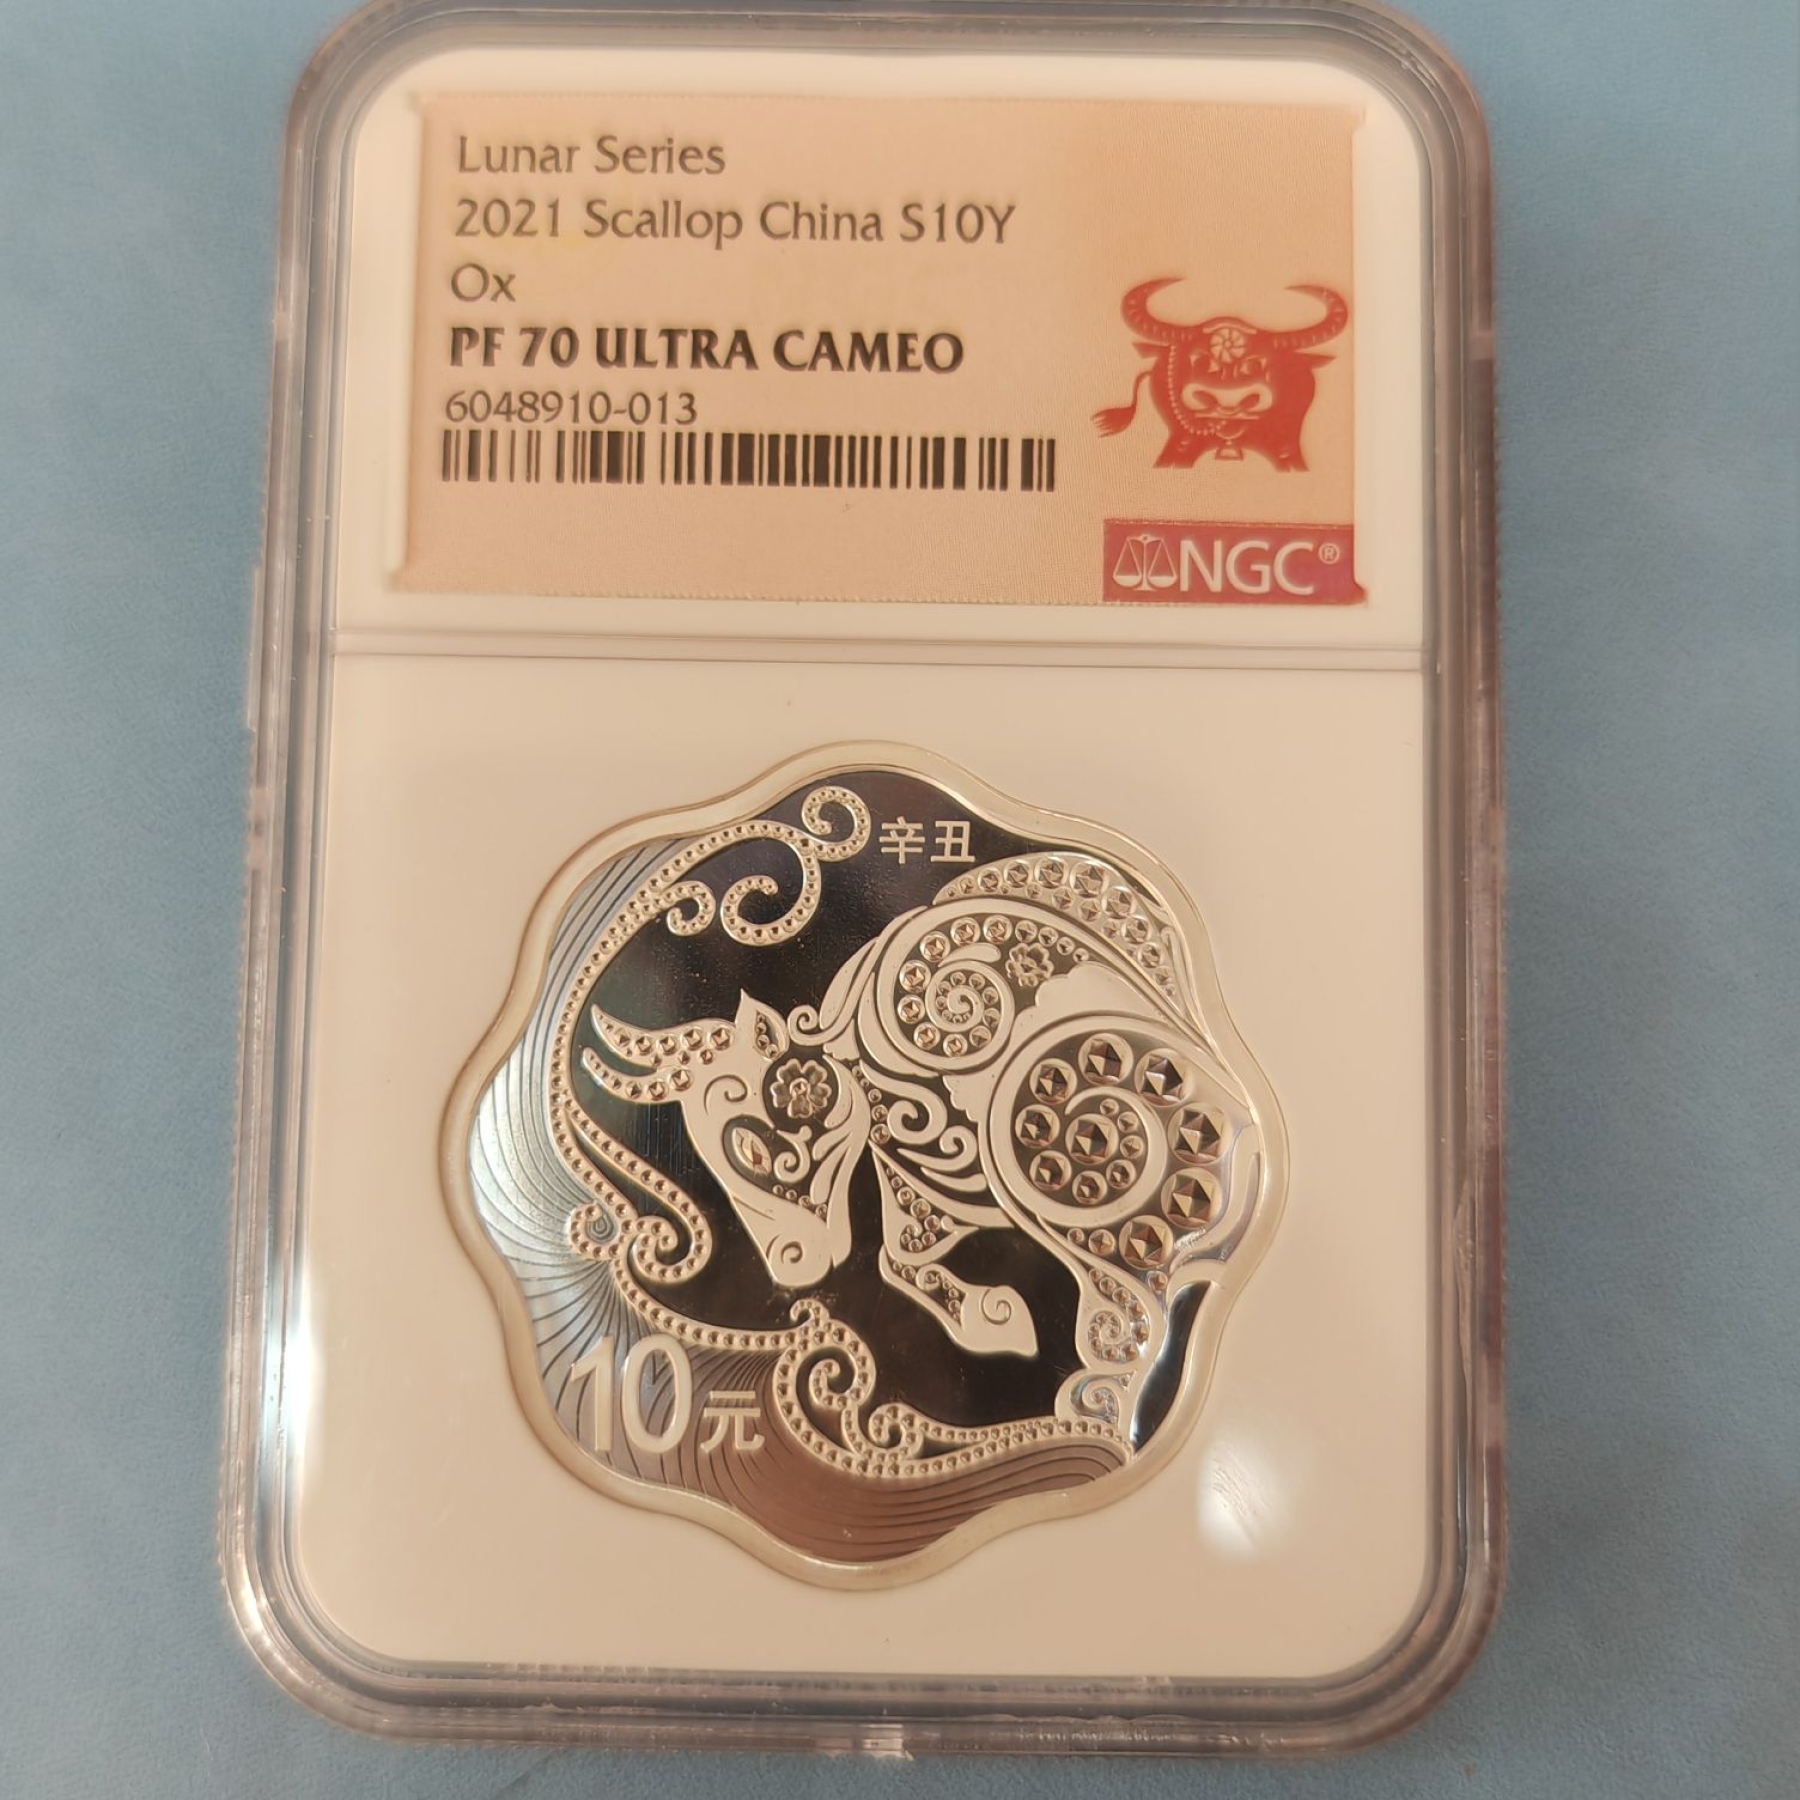 Lunar Series
2021 Scallop China S10Y
Ox
PF 70 ULTRA CAMEO
6048910-013
NGC®
辛丑
10元